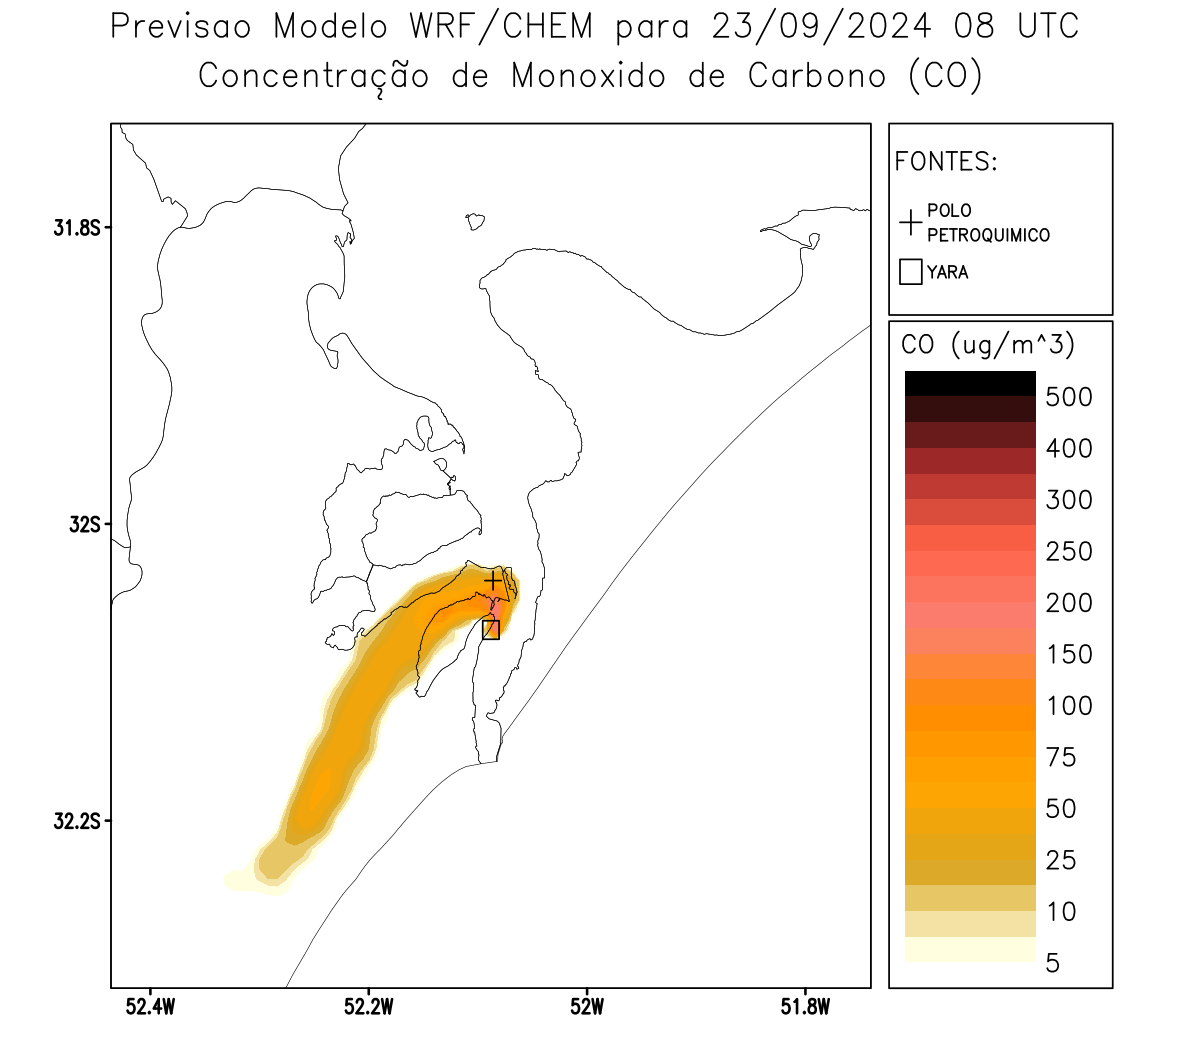 Previsao Modelo WRF/CHEM para 23/09/2024 08 UTC
Concentração de Monoxido de Carbono (CO)
FONTES:
POLO
PETROQUIMICO
YARA
31.8S
32S
32.2S
52.4W
52.2W
52W
51.8W
CO (ug/m^3)
500
400
300
250
200
150
100
75
50
25
10
5